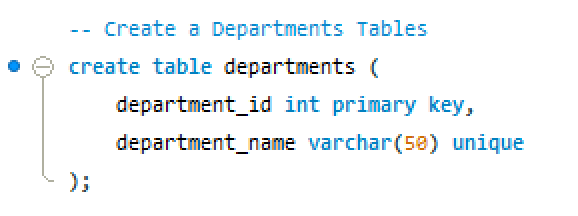 -- Create a Departments Tables
create table departments (
department_id int primary key,
department_name varchar(50) unique
);